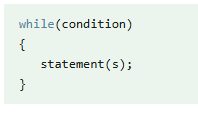 while(condition)
{
   statement(s);
}